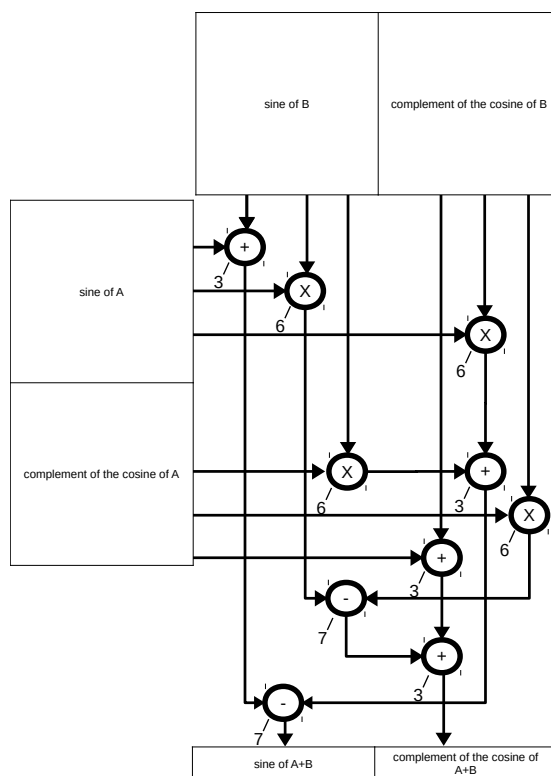 sine of B
complement of the cosine of B
+
3
sine of A
X
6
X
6
complement of the cosine of A
X
6
+
3
X
6
+
3
-
7
+
3
-
7
sine of A+B
complement of the cosine of
A+B